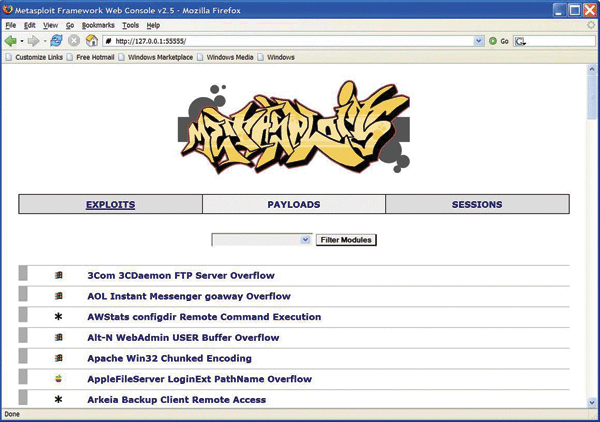 Metasploit Framework Web Console v2.5 - Mozilla Firefox
File Edit View Go Bookmarks Tools Help
http://127.0.0.1:55555/ Go
Customize Links Free Hotmail Windows Marketplace Windows Media Windows
METASPLOIT
EXPLOITS PAYLOADS SESSIONS
Filter Modules
3Com 3CDaemon FTP Server Overflow
AOL Instant Messenger goaway Overflow
AWStats configdir Remote Command Execution
Alt-N WebAdmin USER Buffer Overflow
Apache Win32 Chunked Encoding
AppleFileServer LoginExt PathName Overflow
Arkeia Backup Client Remote Access
Done